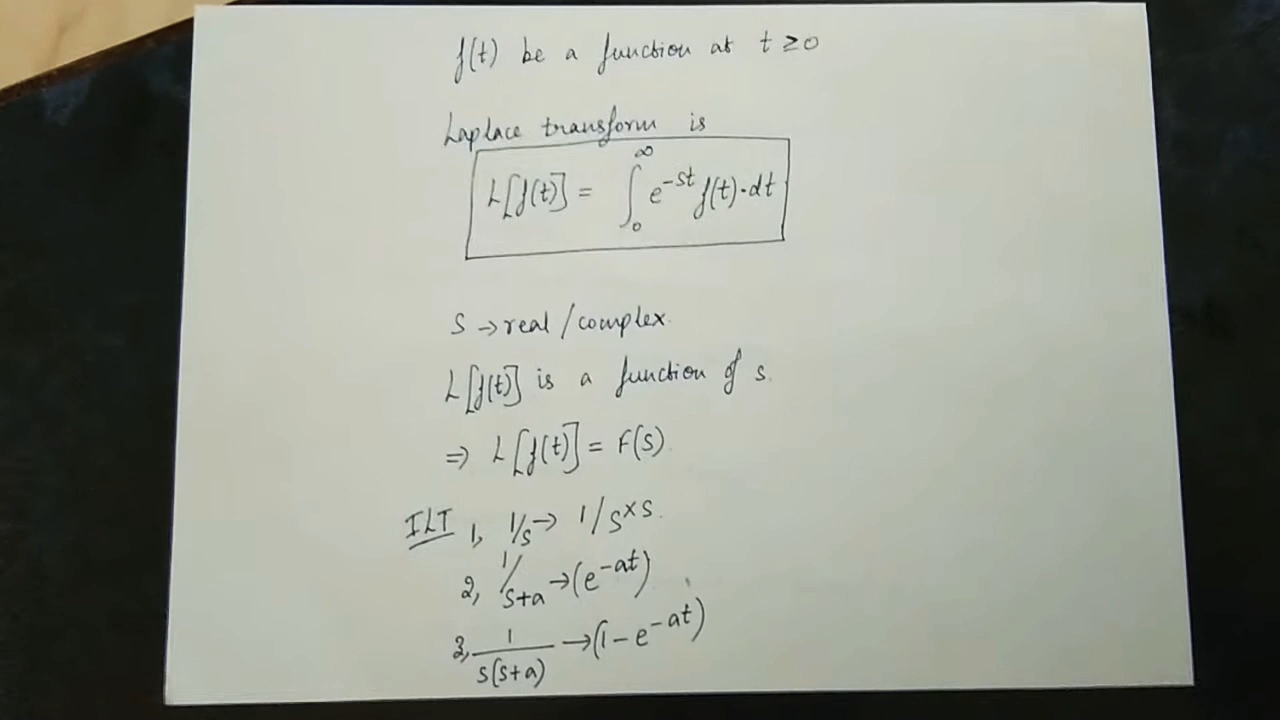 f(t) be a function at t ≥ 0
Laplace transform is
L[f(t)] = ∫₀^∞ e^-st f(t)·dt
S → real / complex.
L[f(t)] is a function of s.
⇒ L[f(t)] = F(s)
ILT 1, 1/s → 1/s×s.
2, 1/s+a → (e^-at)
3, 1/s(s+a) → (1 - e^-at)